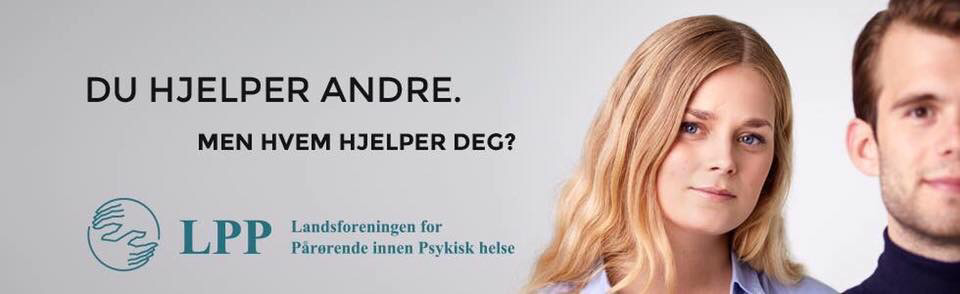 DU HJELPER ANDRE.
MEN HVEM HJELPER DEG?
LPP
Landsforeningen for
Pårørende innen Psykisk helse